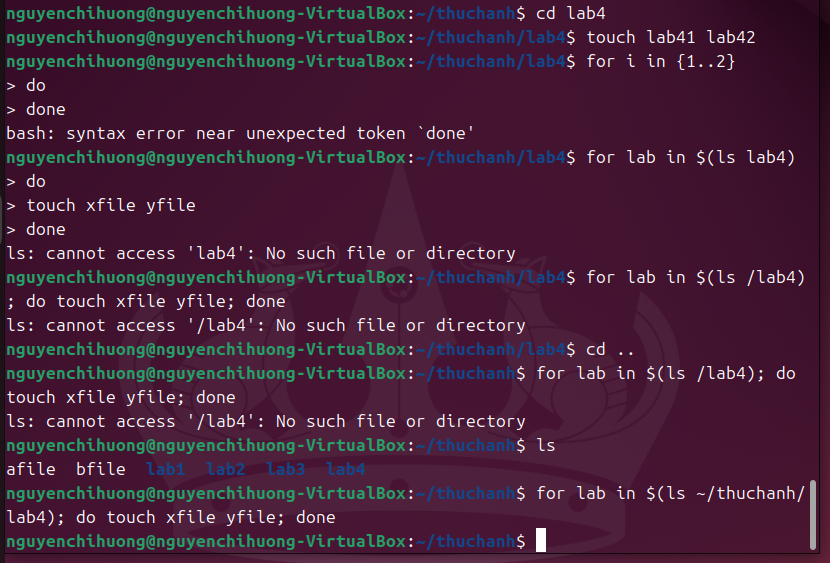 nguyenchihuong@nguyenchihuong-VirtualBox:~/thuchanh$ cd lab4
nguyenchihuong@nguyenchihuong-VirtualBox:~/thuchanh/lab4$ touch lab41 lab42
nguyenchihuong@nguyenchihuong-VirtualBox:~/thuchanh/lab4$ for i in {1..2}
> do
> done
bash: syntax error near unexpected token `done'
nguyenchihuong@nguyenchihuong-VirtualBox:~/thuchanh/lab4$ for lab in $(ls lab4)
> do
> touch xfile yfile
> done
ls: cannot access 'lab4': No such file or directory
nguyenchihuong@nguyenchihuong-VirtualBox:~/thuchanh/lab4$ for lab in $(ls /lab4)
; do touch xfile yfile; done
ls: cannot access '/lab4': No such file or directory
nguyenchihuong@nguyenchihuong-VirtualBox:~/thuchanh/lab4$ cd ..
nguyenchihuong@nguyenchihuong-VirtualBox:~/thuchanh$ for lab in $(ls /lab4); do
touch xfile yfile; done
ls: cannot access '/lab4': No such file or directory
nguyenchihuong@nguyenchihuong-VirtualBox:~/thuchanh$ ls
afile  bfile  lab1  lab2  lab3  lab4
nguyenchihuong@nguyenchihuong-VirtualBox:~/thuchanh$ for lab in $(ls ~/thuchanh/
lab4); do touch xfile yfile; done
nguyenchihuong@nguyenchihuong-VirtualBox:~/thuchanh$